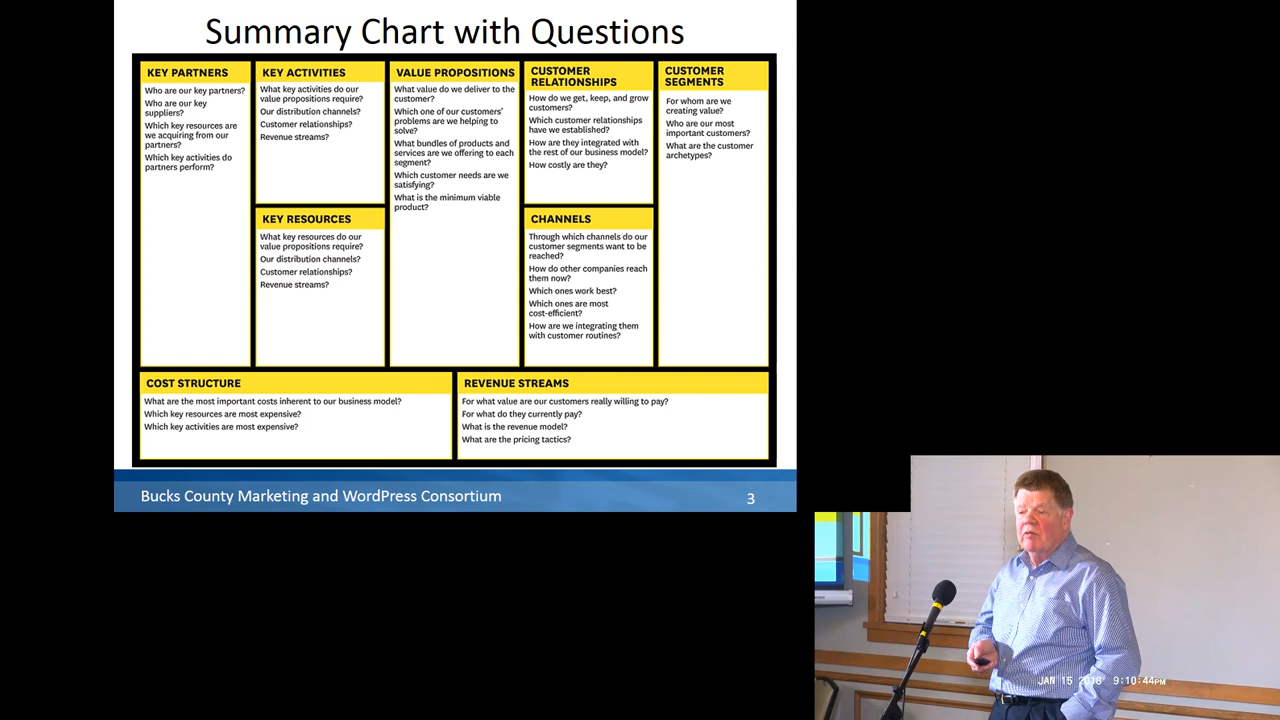 Summary Chart with Questions
KEY PARTNERS
Who are our key partners?
Who are our key
suppliers?
Which key resources are
we acquiring from our
partners?
Which key activities do
partners perform?
KEY ACTIVITIES
What key activities do our
value propositions require?
Our distribution channels?
Customer relationships?
Revenue streams?
KEY RESOURCES
What key resources do our
value propositions require?
Our distribution channels?
Customer relationships?
Revenue streams?
VALUE PROPOSITIONS
What value do we deliver to the
customer?
Which one of our customers'
problems are we helping to
solve?
What bundles of products and
services are we offering to each
segment?
Which customer needs are we
satisfying?
What is the minimum viable
product?
CUSTOMER
RELATIONSHIPS
How do we get, keep, and grow
customers?
Which customer relationships
have we established?
How are they integrated with
the rest of our business model?
How costly are they?
CHANNELS
Through which channels do our
customer segments want to be
reached?
How do other companies reach
them now?
Which ones work best?
Which ones are most
cost-efficient?
How are we integrating them
with customer routines?
CUSTOMER
SEGMENTS
For whom are we
creating value?
Who are our most
important customers?
What are the customer
archetypes?
COST STRUCTURE
What are the most important costs inherent to our business model?
Which key resources are most expensive?
Which key activities are most expensive?
REVENUE STREAMS
For what value are our customers really willing to pay?
For what do they currently pay?
What is the revenue model?
What are the pricing tactics?
Bucks County Marketing and WordPress Consortium
3
JAN 15 2018 9:10:44PM